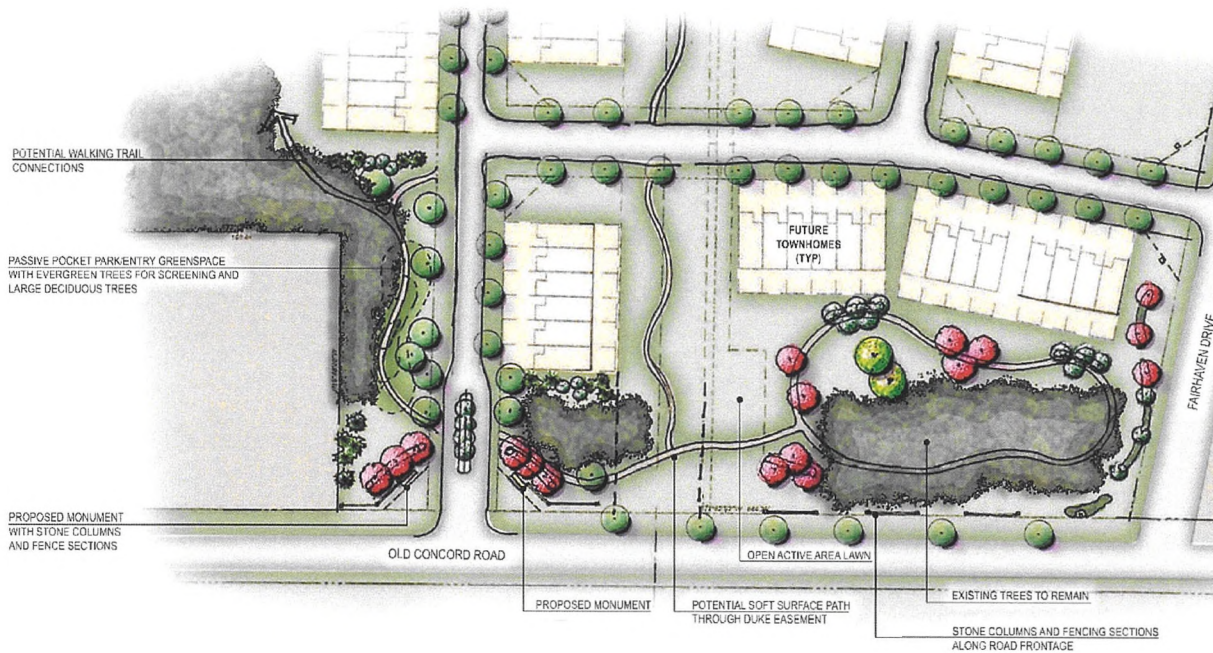 POTENTIAL WALKING TRAIL
CONNECTIONS
PASSIVE POCKET PARK/ENTRY GREENSPACE
WITH EVERGREEN TREES FOR SCREENING AND
LARGE DECIDUOUS TREES
FUTURE
TOWNHOMES
(TYP)
FAIRHAVEN DRIVE
PROPOSED MONUMENT
WITH STONE COLUMNS
AND FENCE SECTIONS
OLD CONCORD ROAD
OPEN ACTIVE AREA LAWN
PROPOSED MONUMENT
POTENTIAL SOFT SURFACE PATH
THROUGH DUKE EASEMENT
EXISTING TREES TO REMAIN
STONE COLUMNS AND FENCING SECTIONS
ALONG ROAD FRONTAGE